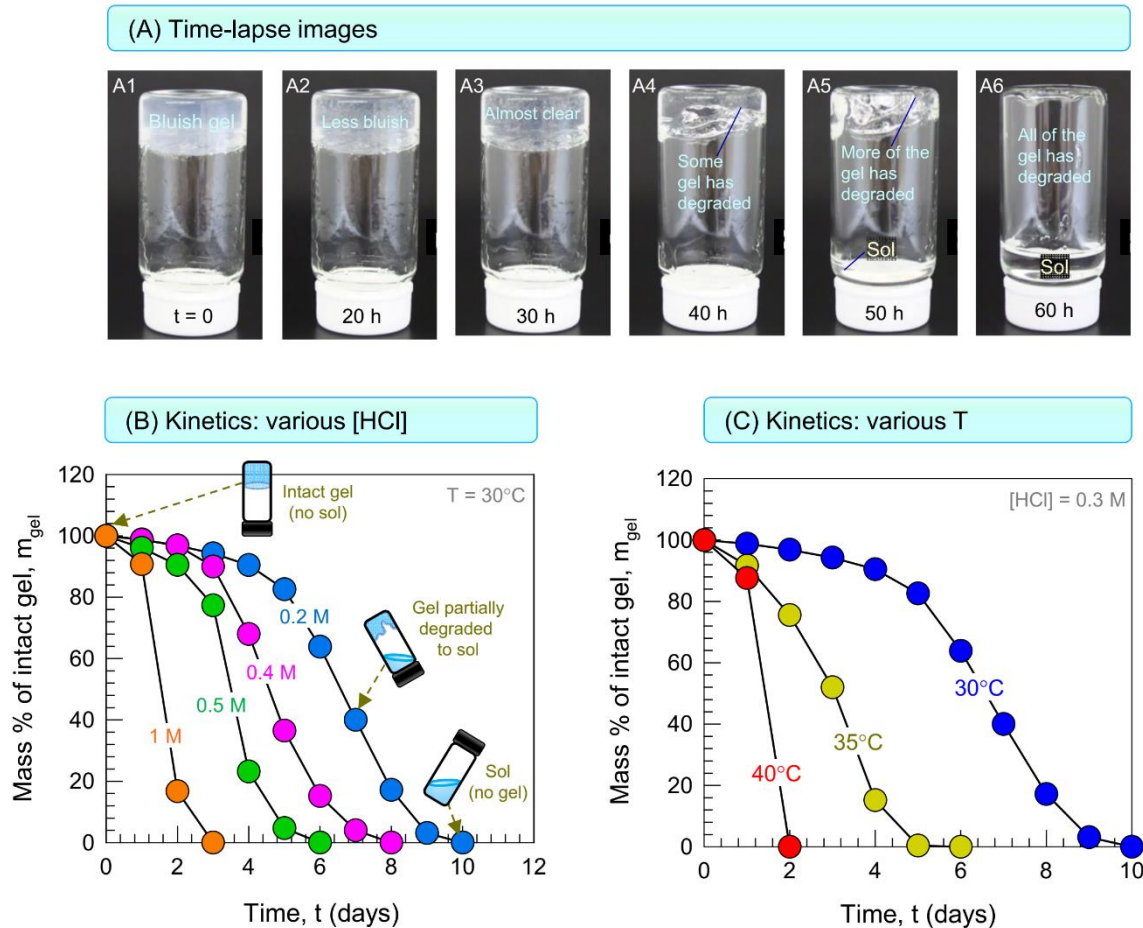 (A) Time-lapse images
A1
Bluish gel
t = 0
A2
Less bluish
20 h
A3
Almost clear
30 h
A4
Some
gel has
degraded
40 h
A5
More of the
gel has
degraded
Sol
50 h
A6
All of the
gel has
degraded
Sol
60 h
(B) Kinetics: various [HCl]
Mass % of intact gel, m_gel
120
100
80
60
40
20
0
T = 30°C
Intact gel
(no sol)
0.2 M
Gel partially
degraded
to sol
0.4 M
0.5 M
1 M
Sol
(no gel)
0 2 4 6 8 10 12
Time, t (days)
(C) Kinetics: various T
Mass % of intact gel, m_gel
120
100
80
60
40
20
0
[HCl] = 0.3 M
30°C
35°C
40°C
0 2 4 6 8 10
Time, t (days)